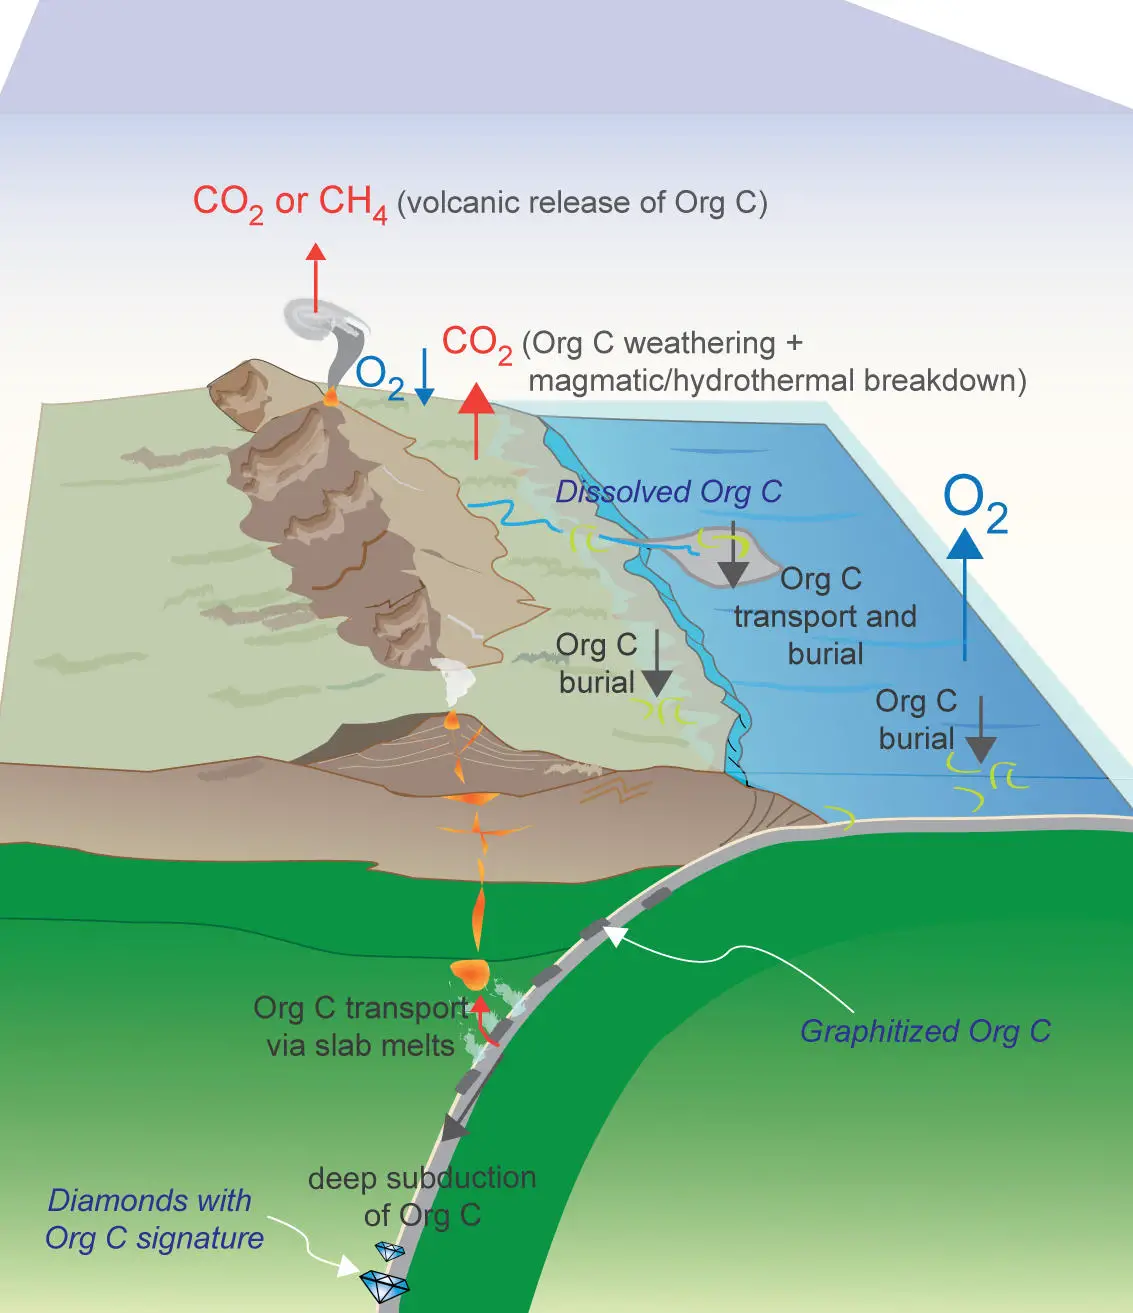 CO2 or CH4 (volcanic release of Org C)
CO2 (Org C weathering +
magmatic/hydrothermal breakdown)
O2
Dissolved Org C
O2
Org C
transport and
burial
Org C
burial
Org C
burial
Org C transport
via slab melts
Graphitized Org C
deep subduction
of Org C
Diamonds with
Org C signature